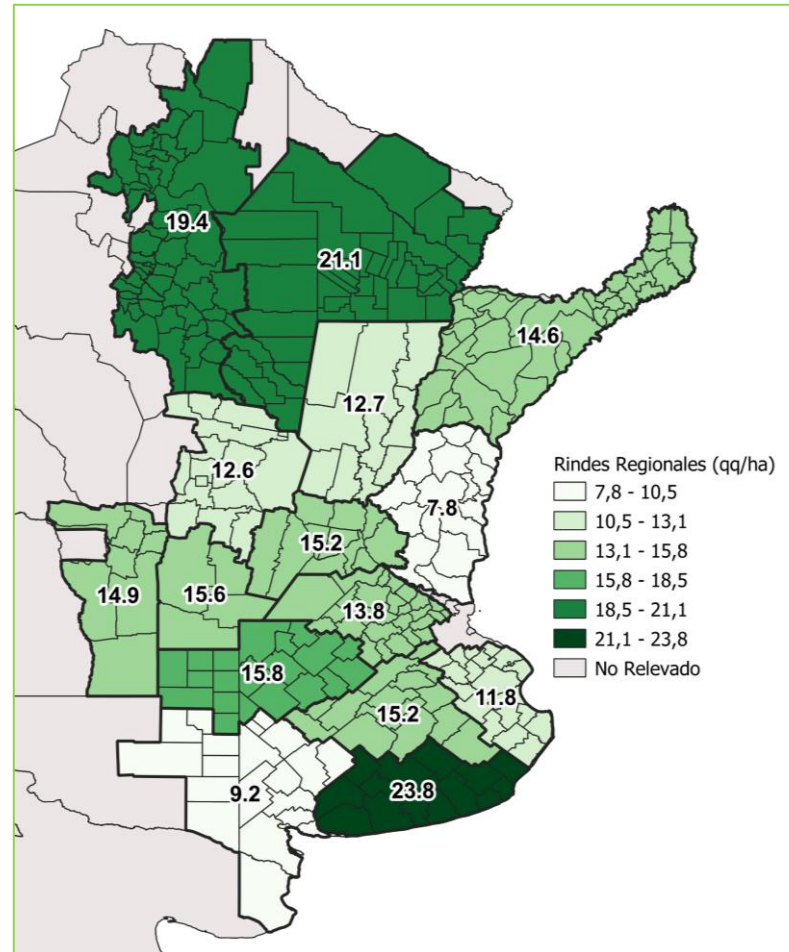 19.4
21.1
14.6
12.7
12.6
7.8
15.2
14.9
15.6
13.8
15.8
11.8
15.2
23.8
9.2
Rindes Regionales (qq/ha)
7,8 - 10,5
10,5 - 13,1
13,1 - 15,8
15,8 - 18,5
18,5 - 21,1
21,1 - 23,8
No Relevado